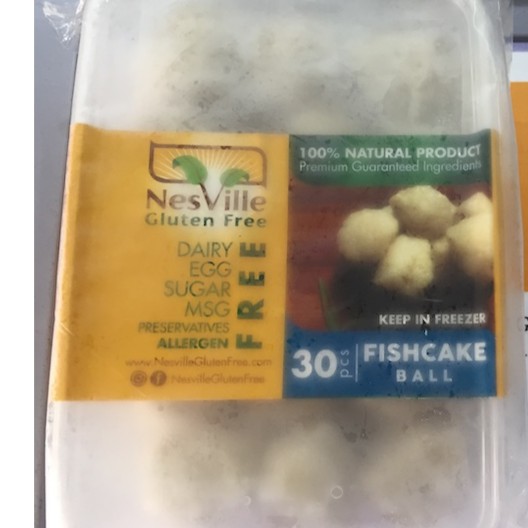 NesVille
Gluten Free
DAIRY
EGG
SUGAR
MSG
PRESERVATIVES
ALLERGEN
FREE
www.NesvilleGlutenFree.com
NesvilleGlutenFree
100% NATURAL PRODUCT
Premium Guaranteed Ingredients
KEEP IN FREEZER
30 pcs
FISHCAKE
BALL